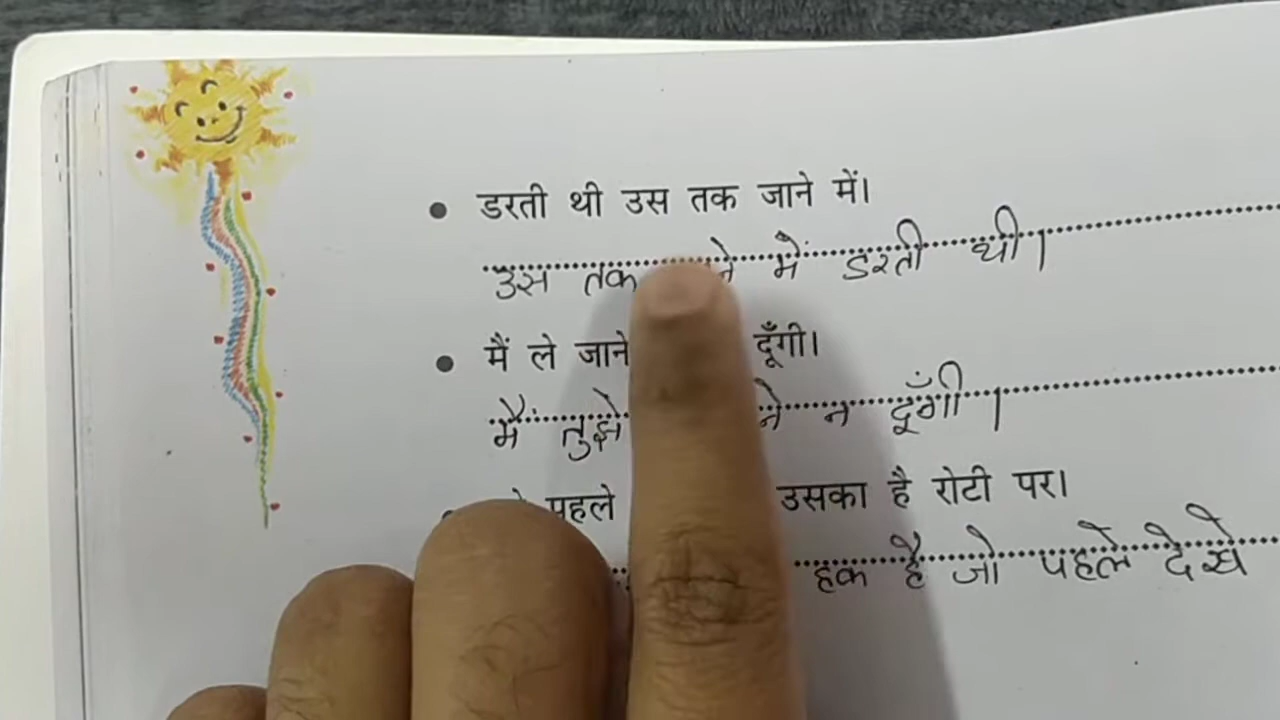 डरती थी उस तक जाने में।
उस तक में डरती थी।
मैं ले जाने दूँगी।
मैं तुझे न दूँगी।
पहले उसका है रोटी पर।
हक है जो पहले देखे